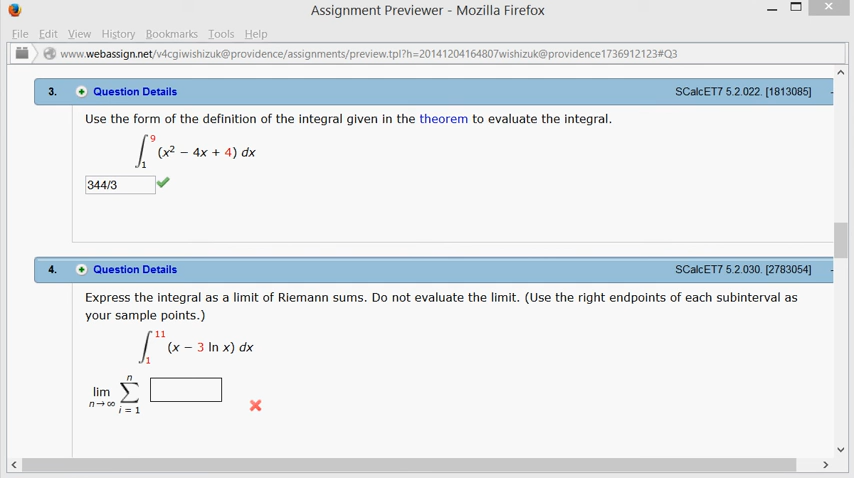 Assignment Previewer - Mozilla Firefox
File Edit View History Bookmarks Tools Help
www.webassign.net/v4cgiwishizuk@providence/assignments/preview.tpl?h=20141204164807wishizuk@providence1736912123#Q3
3. Question Details SCalcET7 5.2.022. [1813085] -
Use the form of the definition of the integral given in the theorem to evaluate the integral.
∫₁⁹ (x² − 4x + 4) dx
344/3
4. Question Details SCalcET7 5.2.030. [2783054] -
Express the integral as a limit of Riemann sums. Do not evaluate the limit. (Use the right endpoints of each subinterval as
your sample points.)
∫₁¹¹ (x − 3 ln x) dx
n
lim ∑
n→∞ i = 1